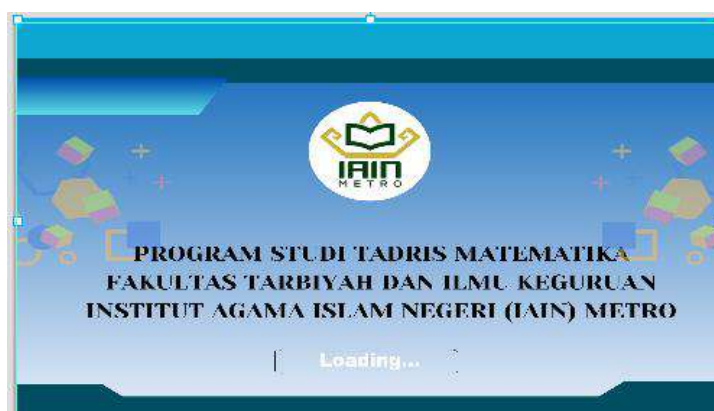 IAIN
METRO
PROGRAM STUDI TADRIS MATEMATIKA
FAKULTAS TARBIYAH DAN ILMU KEGURUAN
INSTITUT AGAMA ISLAM NEGERI (IAIN) METRO
Loading...